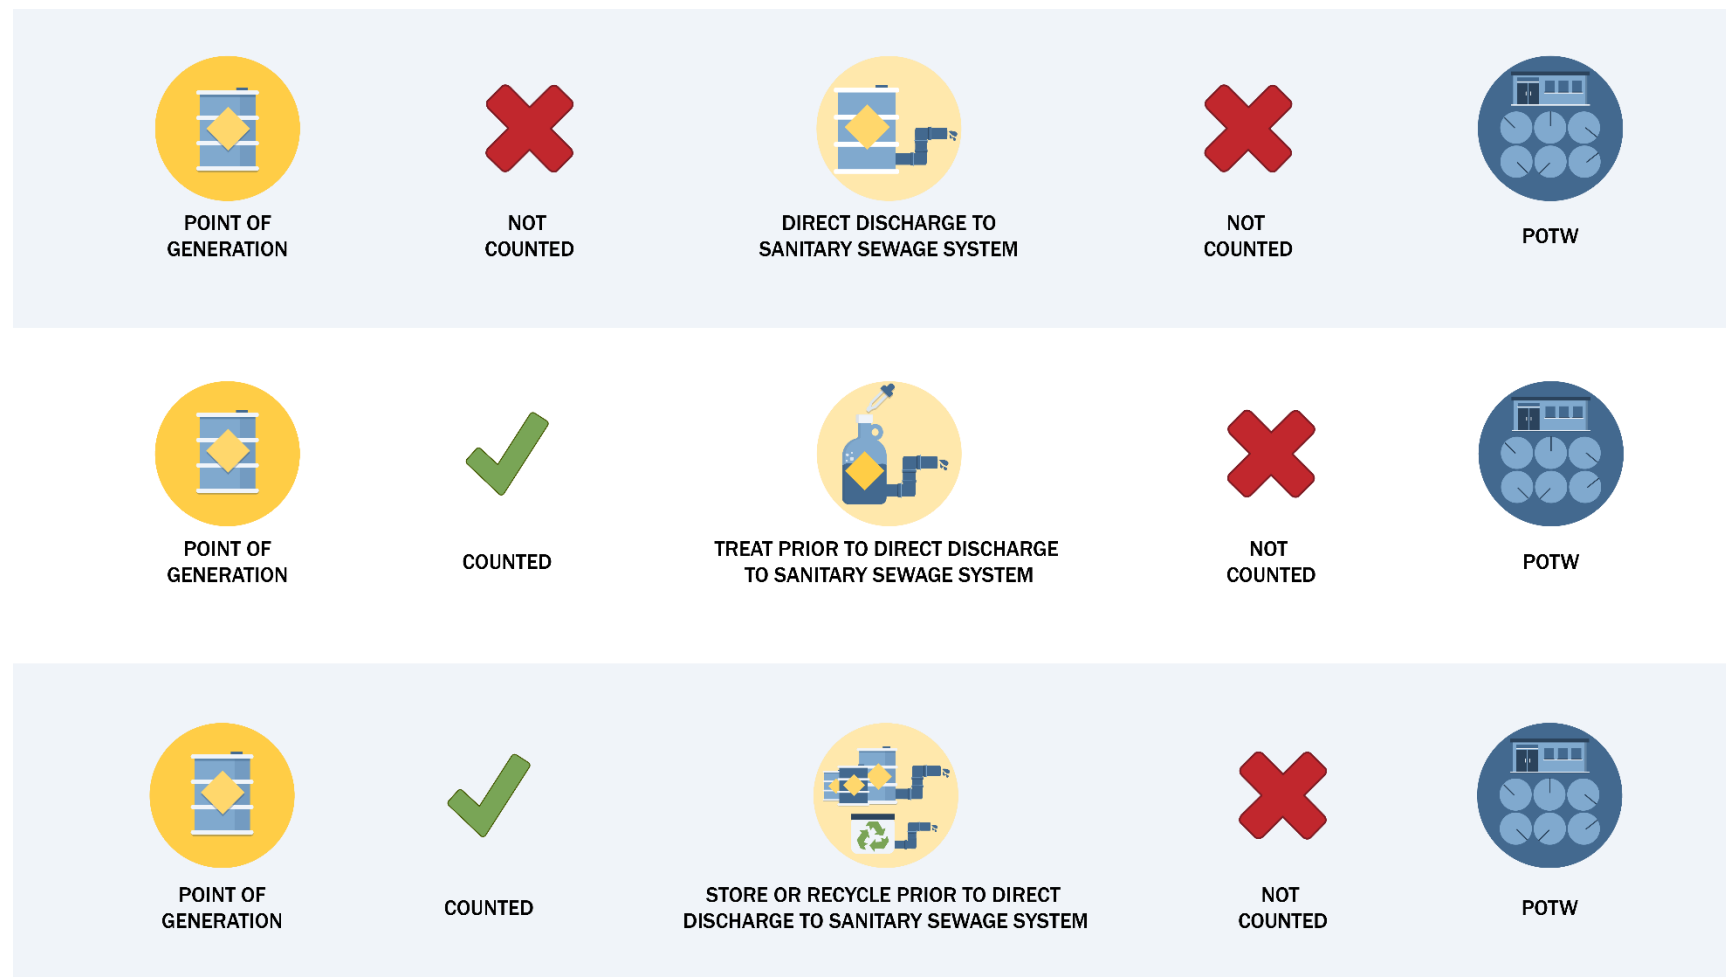 POINT OF
GENERATION
NOT
COUNTED
DIRECT DISCHARGE TO
SANITARY SEWAGE SYSTEM
NOT
COUNTED
POTW
POINT OF
GENERATION
COUNTED
TREAT PRIOR TO DIRECT DISCHARGE
TO SANITARY SEWAGE SYSTEM
NOT
COUNTED
POTW
POINT OF
GENERATION
COUNTED
STORE OR RECYCLE PRIOR TO DIRECT
DISCHARGE TO SANITARY SEWAGE SYSTEM
NOT
COUNTED
POTW